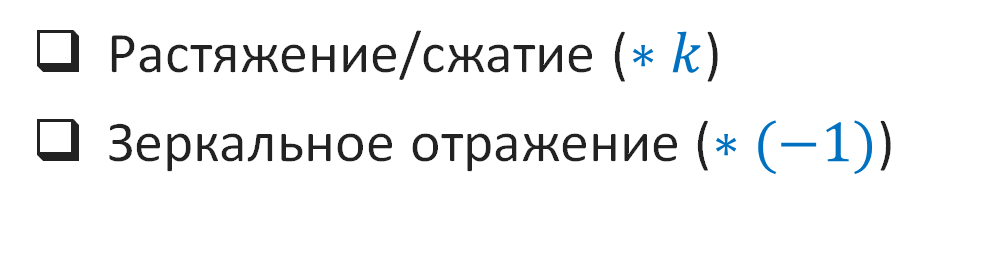 ❑ Растяжение/сжатие (∗ k)
❑ Зеркальное отражение (∗ (−1))